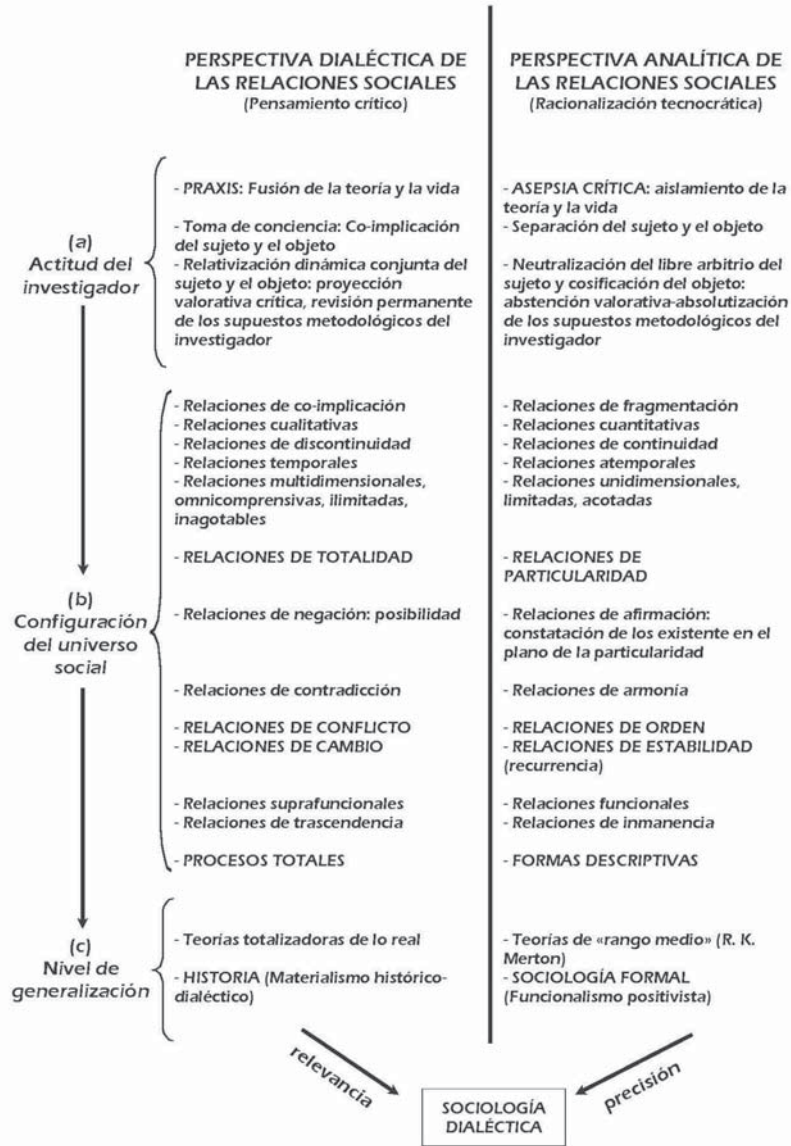 PERSPECTIVA DIALÉCTICA DE
LAS RELACIONES SOCIALES
(Pensamiento crítico)
PERSPECTIVA ANALÍTICA DE
LAS RELACIONES SOCIALES
(Racionalización tecnocrática)
(a)
Actitud del
investigador
- PRAXIS: Fusión de la teoría y la vida
- Toma de conciencia: Co-implicación
del sujeto y el objeto
- Relativización dinámica conjunta del
sujeto y el objeto: proyección
valorativa crítica, revisión permanente
de los supuestos metodológicos del
investigador
- ASEPSIA CRÍTICA: aislamiento de la
teoría y la vida
- Separación del sujeto y el objeto
- Neutralización del libre arbitrio del
sujeto y cosificación del objeto:
abstención valorativa-absolutización
de los supuestos metodológicos del
investigador
(b)
Configuración
del universo
social
- Relaciones de co-implicación
- Relaciones cualitativas
- Relaciones de discontinuidad
- Relaciones temporales
- Relaciones multidimensionales,
omnicomprensivas, ilimitadas,
inagotables
- RELACIONES DE TOTALIDAD
- Relaciones de negación: posibilidad
- Relaciones de contradicción
- RELACIONES DE CONFLICTO
- RELACIONES DE CAMBIO
- Relaciones suprafuncionales
- Relaciones de trascendencia
- PROCESOS TOTALES
- Relaciones de fragmentación
- Relaciones cuantitativas
- Relaciones de continuidad
- Relaciones atemporales
- Relaciones unidimensionales,
limitadas, acotadas
- RELACIONES DE
PARTICULARIDAD
- Relaciones de afirmación:
constatación de los existente en el
plano de la particularidad
- Relaciones de armonía
- RELACIONES DE ORDEN
- RELACIONES DE ESTABILIDAD
(recurrencia)
- Relaciones funcionales
- Relaciones de inmanencia
- FORMAS DESCRIPTIVAS
(c)
Nivel de
generalización
- Teorías totalizadoras de lo real
- HISTORIA (Materialismo histórico-
dialéctico)
- Teorías de «rango medio» (R. K.
Merton)
- SOCIOLOGÍA FORMAL
(Funcionalismo positivista)
relevancia
precisión
SOCIOLOGÍA
DIALÉCTICA